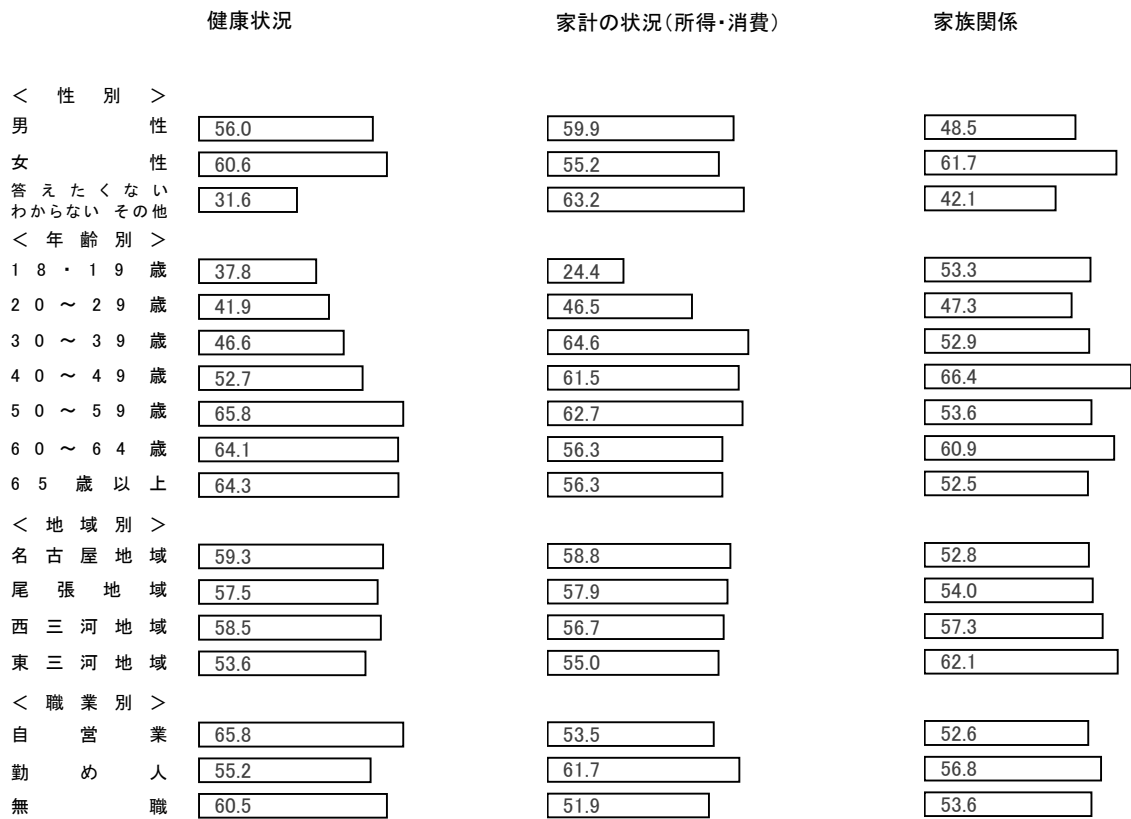 健康状況 家計の状況(所得・消費) 家族関係
＜性別＞
男性 56.0 59.9 48.5
女性 60.6 55.2 61.7
答えたくない
わからない その他 31.6 63.2 42.1
＜年齢別＞
18・19歳 37.8 24.4 53.3
20～29歳 41.9 46.5 47.3
30～39歳 46.6 64.6 52.9
40～49歳 52.7 61.5 66.4
50～59歳 65.8 62.7 53.6
60～64歳 64.1 56.3 60.9
65歳以上 64.3 56.3 52.5
＜地域別＞
名古屋地域 59.3 58.8 52.8
尾張地域 57.5 57.9 54.0
西三河地域 58.5 56.7 57.3
東三河地域 53.6 55.0 62.1
＜職業別＞
自営業 65.8 53.5 52.6
勤め人 55.2 61.7 56.8
無職 60.5 51.9 53.6